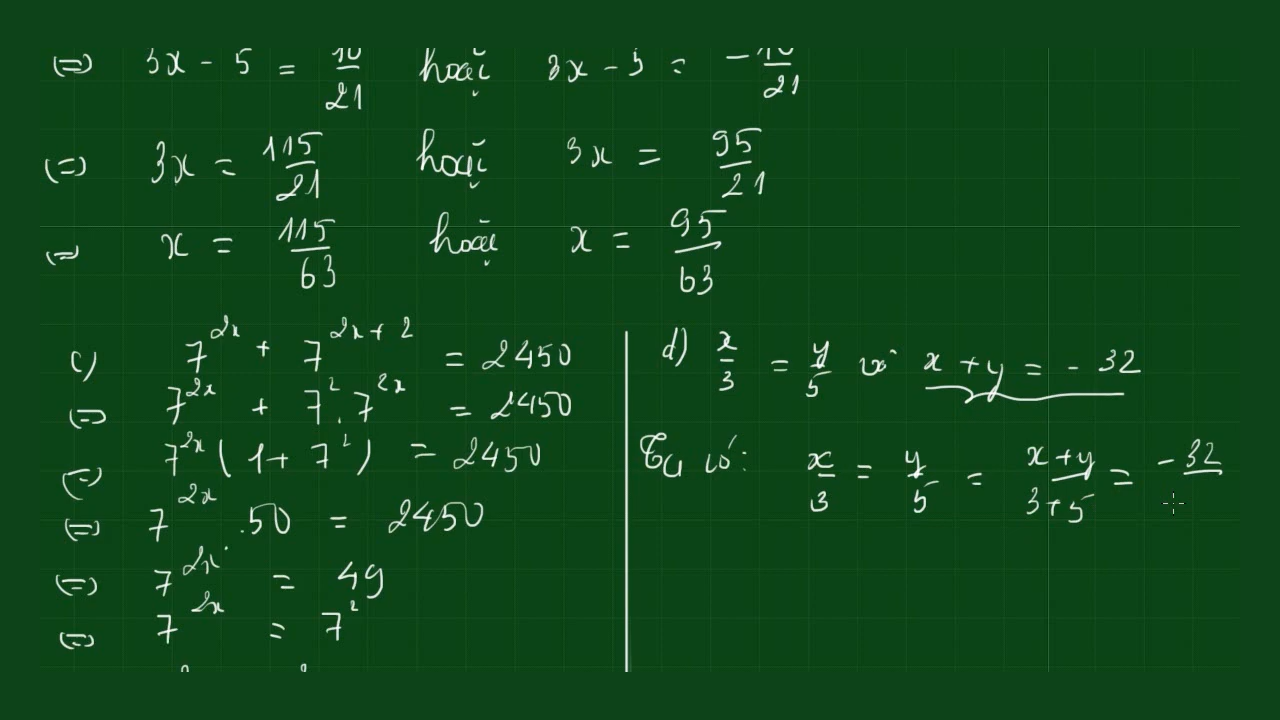 ⇔ 3x - 5 = 10/21 hoặc 3x - 5 = - 10/21
⇔ 3x = 115/21 hoặc 3x = 95/21
⇔ x = 115/63 hoặc x = 95/63
c) 7^{2x} + 7^{2x + 2} = 2450
⇔ 7^{2x} + 7^2 . 7^{2x} = 2450
⇔ 7^{2x} (1 + 7^2) = 2450
⇔ 7^{2x} . 50 = 2450
⇔ 7^{2x} = 49
⇔ 7^{2x} = 7^2
d) x/3 = y/5 với x + y = - 32
Ta có: x/3 = y/5 = x + y/3 + 5 = - 32